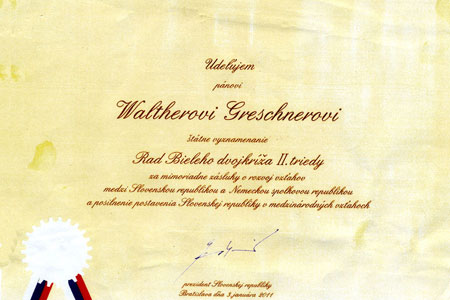 Udeľujem
pánovi
Waltherovi Greschnerovi
štátne vyznamenanie
Rad Bieleho dvojkríža II. triedy
za mimoriadne zásluhy o rozvoj vzťahov
medzi Slovenskou republikou a Nemeckou spolkovou republikou
a posilnenie postavenia Slovenskej republiky v medzinárodných vzťahoch
prezident Slovenskej republiky
Bratislava dňa 3. januára 2011